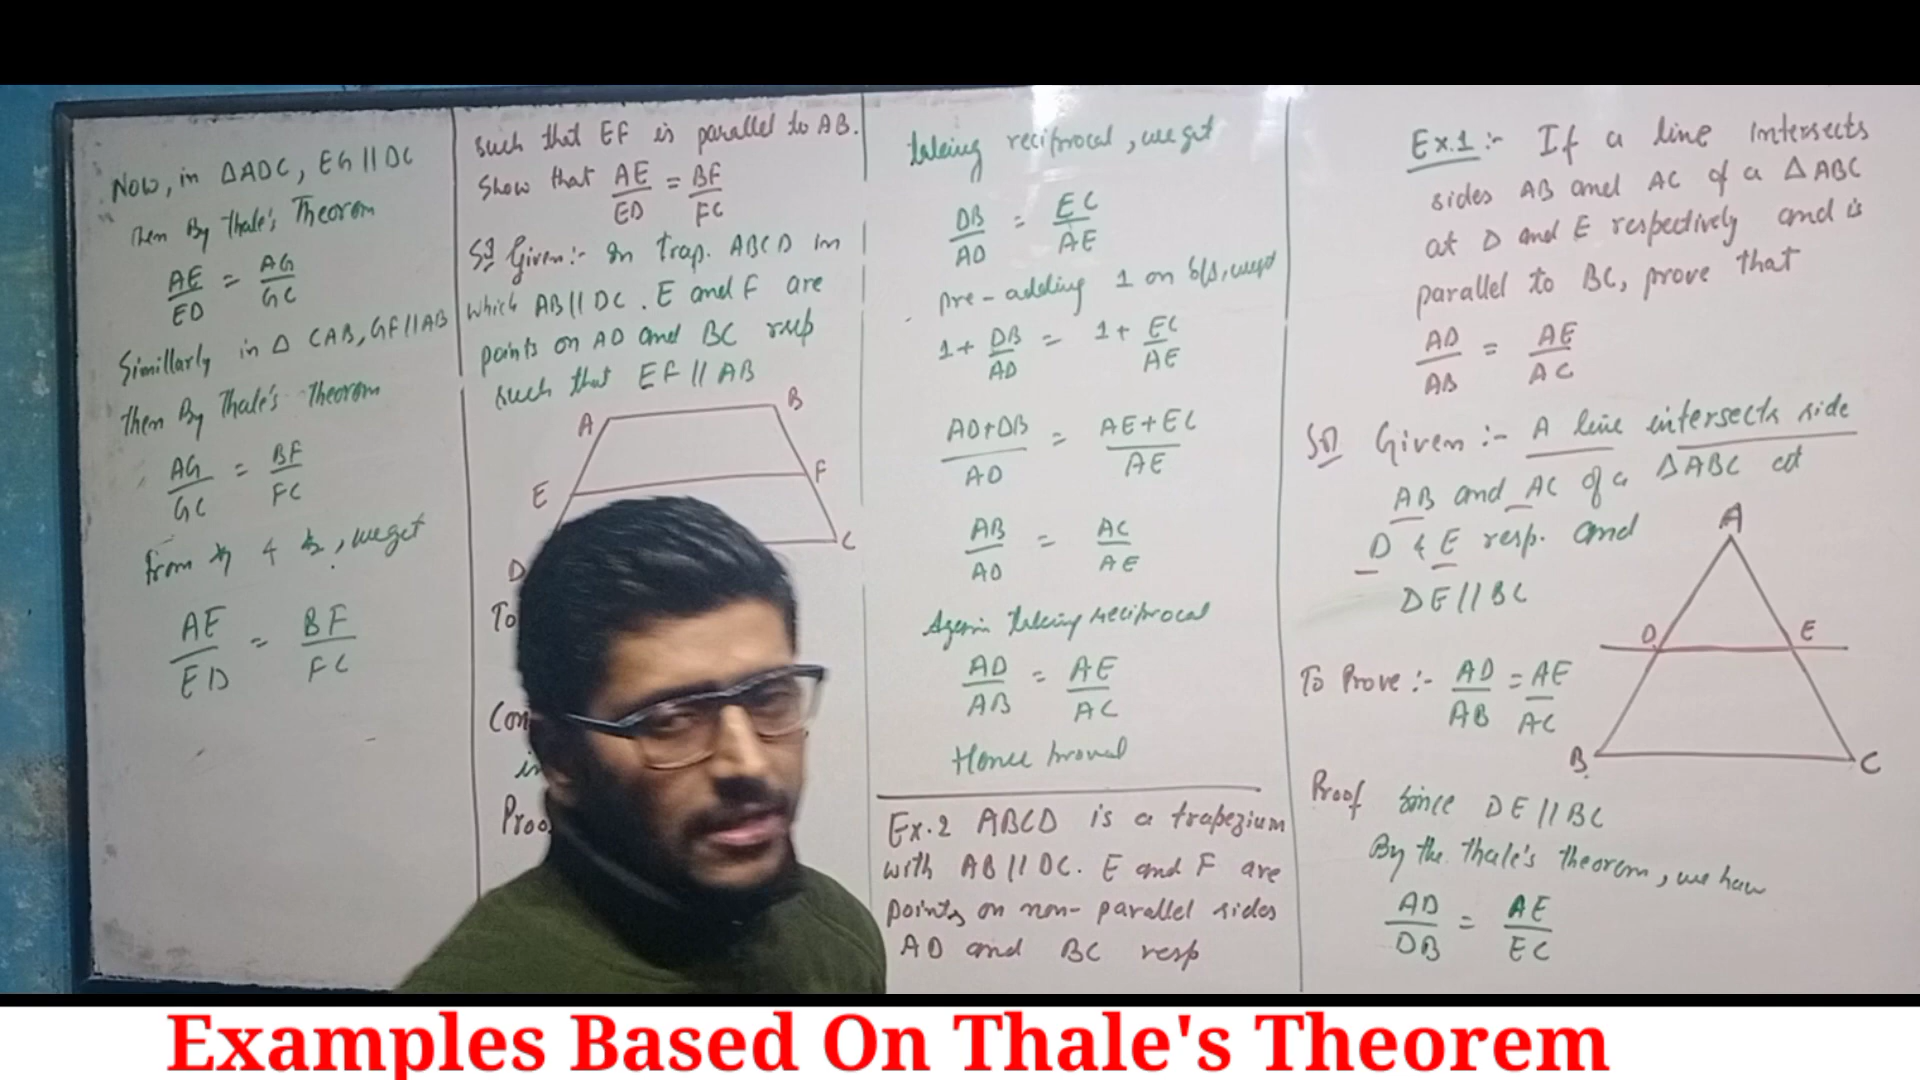 Ex.1:- If a line intersects
sides AB and AC of a Δ ABC
at D and E respectively and is
parallel to BC, prove that
AD/AB = AE/AC
Sol Given:- A line intersects side
AB and AC of a ΔABC at
D & E resp. and
DE//BC
A
D E
B C
To Prove:- AD/AB = AE/AC
Proof Since DE//BC
By the Thale's theorem, we have
AD/DB = AE/EC
taking reciprocal, we get
DB/AD = EC/AE
pre-adding 1 on b/s, we get
1+ DB/AD = 1+ EC/AE
AD+DB/AD = AE+EC/AE
AB/AD = AC/AE
Again taking reciprocal
AD/AB = AE/AC
Hence proved
Ex.2 ABCD is a trapezium
with AB//DC. E and F are
points on non-parallel sides
AD and BC resp
such that EF is parallel to AB.
Show that AE/ED = BF/FC
Sol Given:- In trap. ABCD in
which AB//DC. E and F are
points on AD and BC resp
such that EF//AB
A B
E F
D C
To
Con
in
Proo
Now, in ΔADC, EG//DC
then By Thale's Theorem
AE/ED = AG/GC
Simillarly in Δ CAB, GF//AB
then By Thale's Theorem
AG/GC = BF/FC
from & , we get
AE/ED = BF/FC
Examples Based On Thale's Theorem